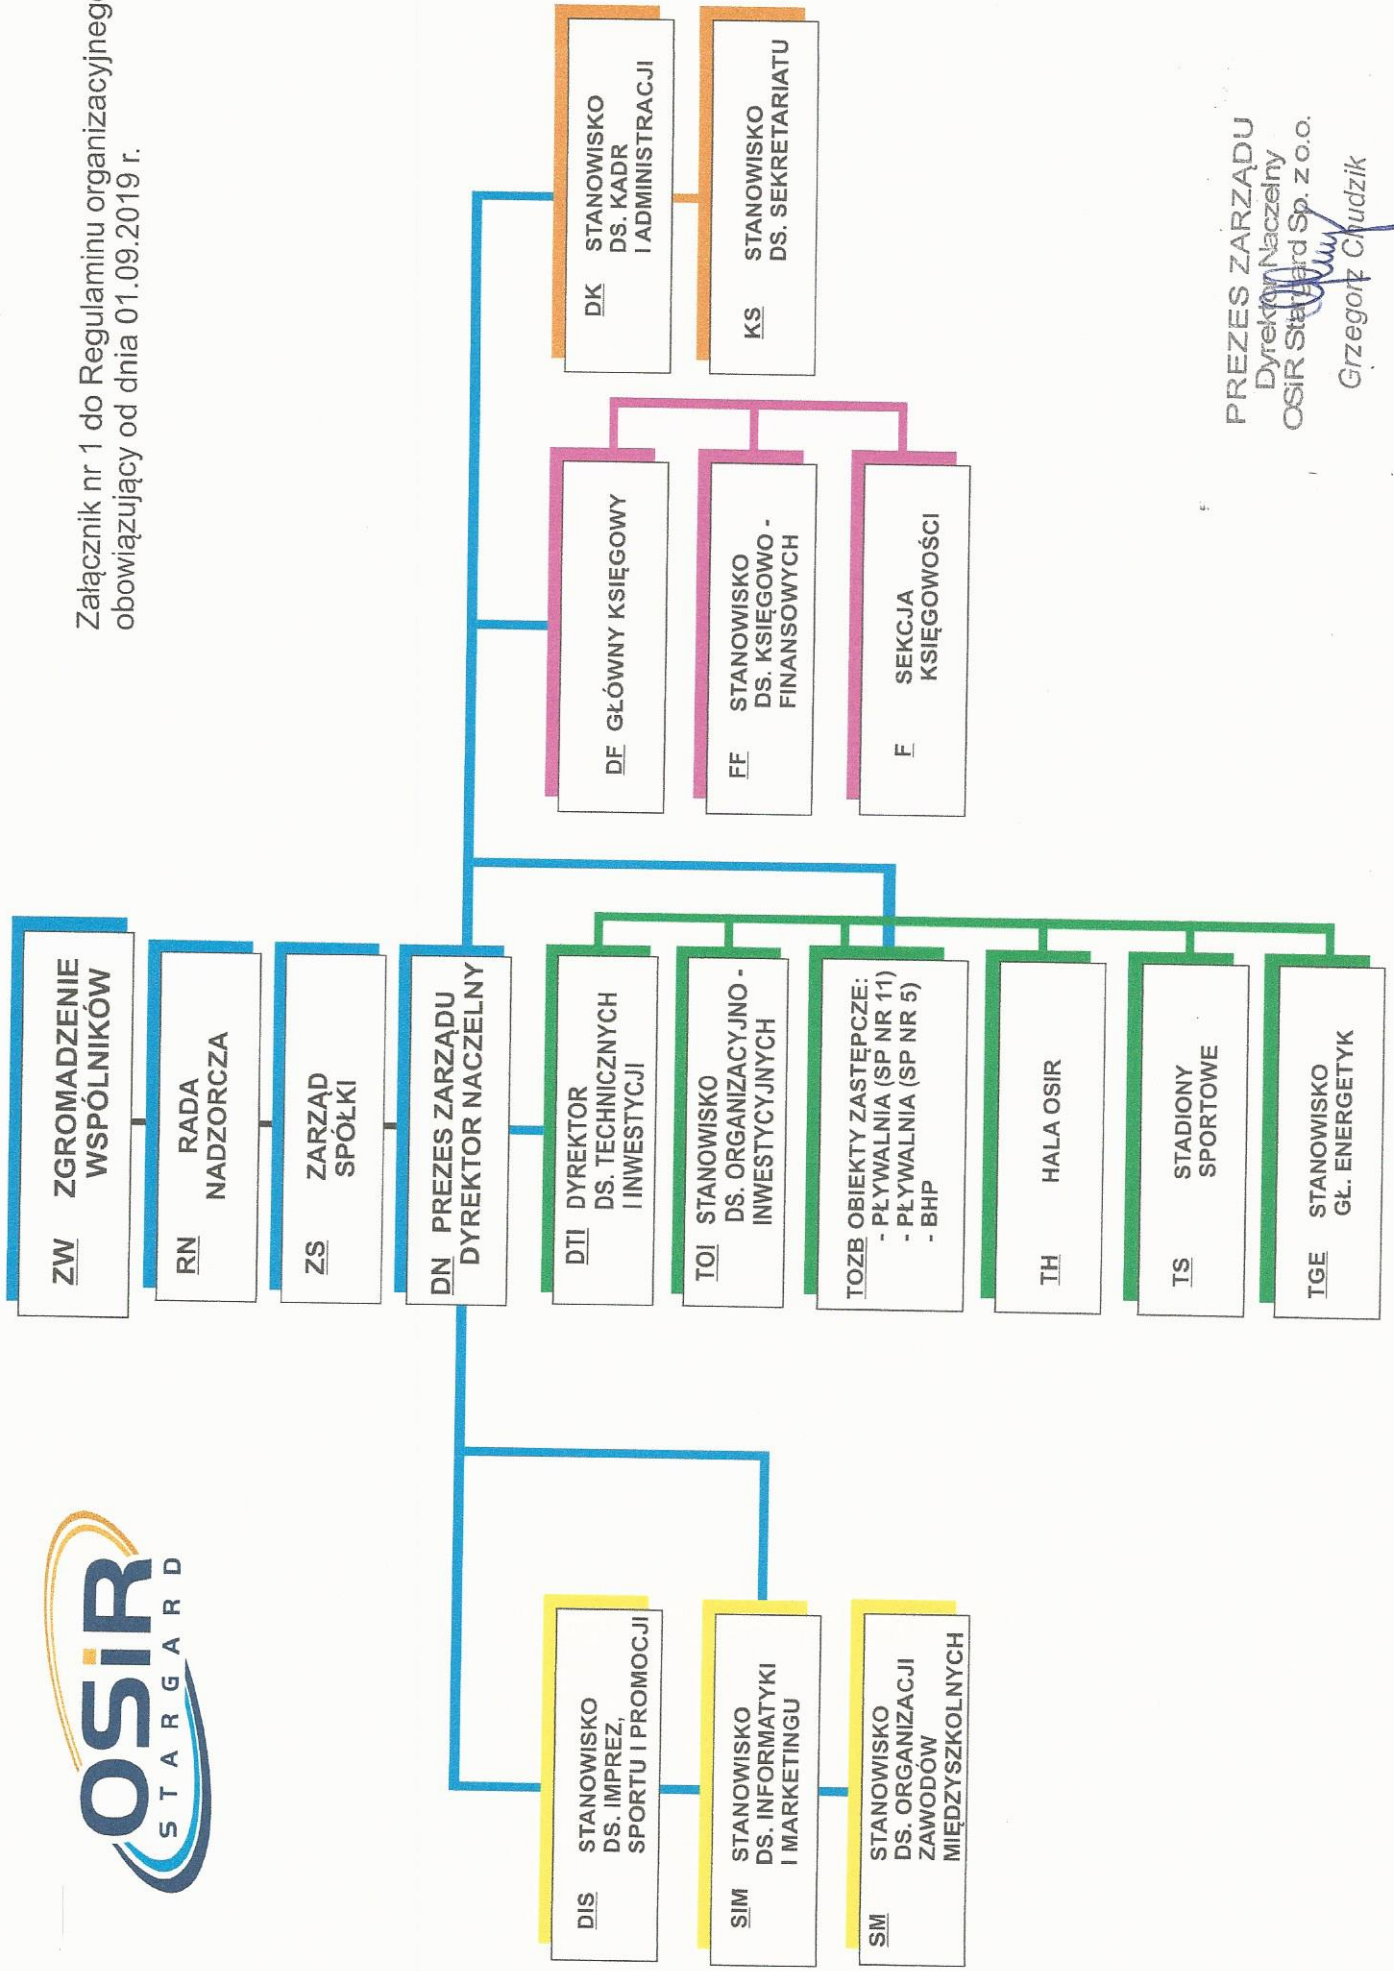 OSiR
STARGARD
Załącznik nr 1 do Regulaminu organizacyjnego
obowiązujący od dnia 01.09.2019 r.
ZW ZGROMADZENIE
WSPÓLNIKÓW
RN RADA
NADZORCZA
ZS ZARZĄD
SPÓŁKI
DN PREZES ZARZĄDU
DYREKTOR NACZELNY
DIS STANOWISKO
DS. IMPREZ,
SPORTU I PROMOCJI
SIM STANOWISKO
DS. INFORMATYKI
I MARKETINGU
SM STANOWISKO
DS. ORGANIZACJI
ZAWODÓW
MIĘDZYSZKOLNYCH
DTI DYREKTOR
DS. TECHNICZNYCH
I INWESTYCJI
TOI STANOWISKO
DS. ORGANIZACYJNO -
INWESTYCYJNYCH
TOZB OBIEKTY ZASTĘPCZE:
- PŁYWALNIA (SP NR 11)
- PŁYWALNIA (SP NR 5)
- BHP
TH HALA OSIR
TS STADIONY
SPORTOWE
TGE STANOWISKO
GŁ. ENERGETYK
DF GŁÓWNY KSIĘGOWY
FF STANOWISKO
DS. KSIĘGOWO -
FINANSOWYCH
F SEKCJA
KSIĘGOWOŚCI
DK STANOWISKO
DS. KADR
I ADMINISTRACJI
KS STANOWISKO
DS. SEKRETARIATU
PREZES ZARZĄDU
Dyrektor Naczelny
OSiR Stargard Sp. z o.o.
Grzegorz Chudzik